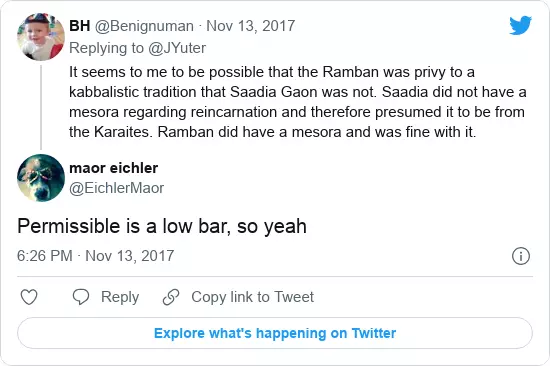 BH @Benignuman · Nov 13, 2017
Replying to @JYuter
It seems to me to be possible that the Ramban was privy to a
kabbalistic tradition that Saadia Gaon was not. Saadia did not have a
mesora regarding reincarnation and therefore presumed it to be from
the Karaites. Ramban did have a mesora and was fine with it.
maor eichler
@EichlerMaor
Permissible is a low bar, so yeah
6:26 PM · Nov 13, 2017
Reply Copy link to Tweet
Explore what's happening on Twitter